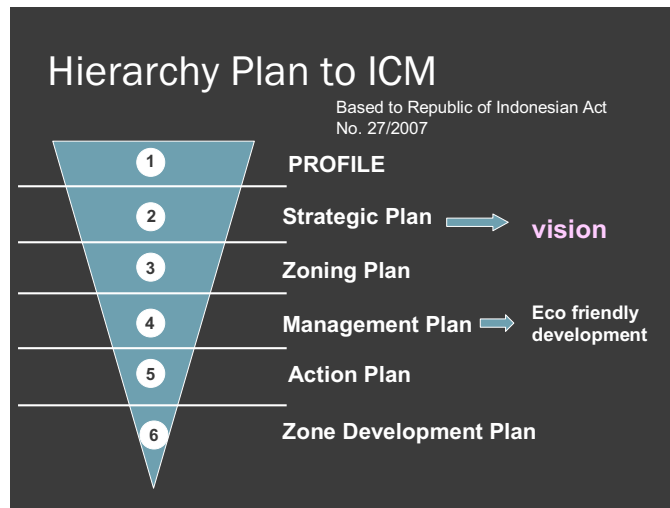 Hierarchy Plan to ICM
Based to Republic of Indonesian Act
No. 27/2007
1
PROFILE
2
Strategic Plan
vision
3
Zoning Plan
4
Management Plan
Eco friendly
development
5
Action Plan
6
Zone Development Plan